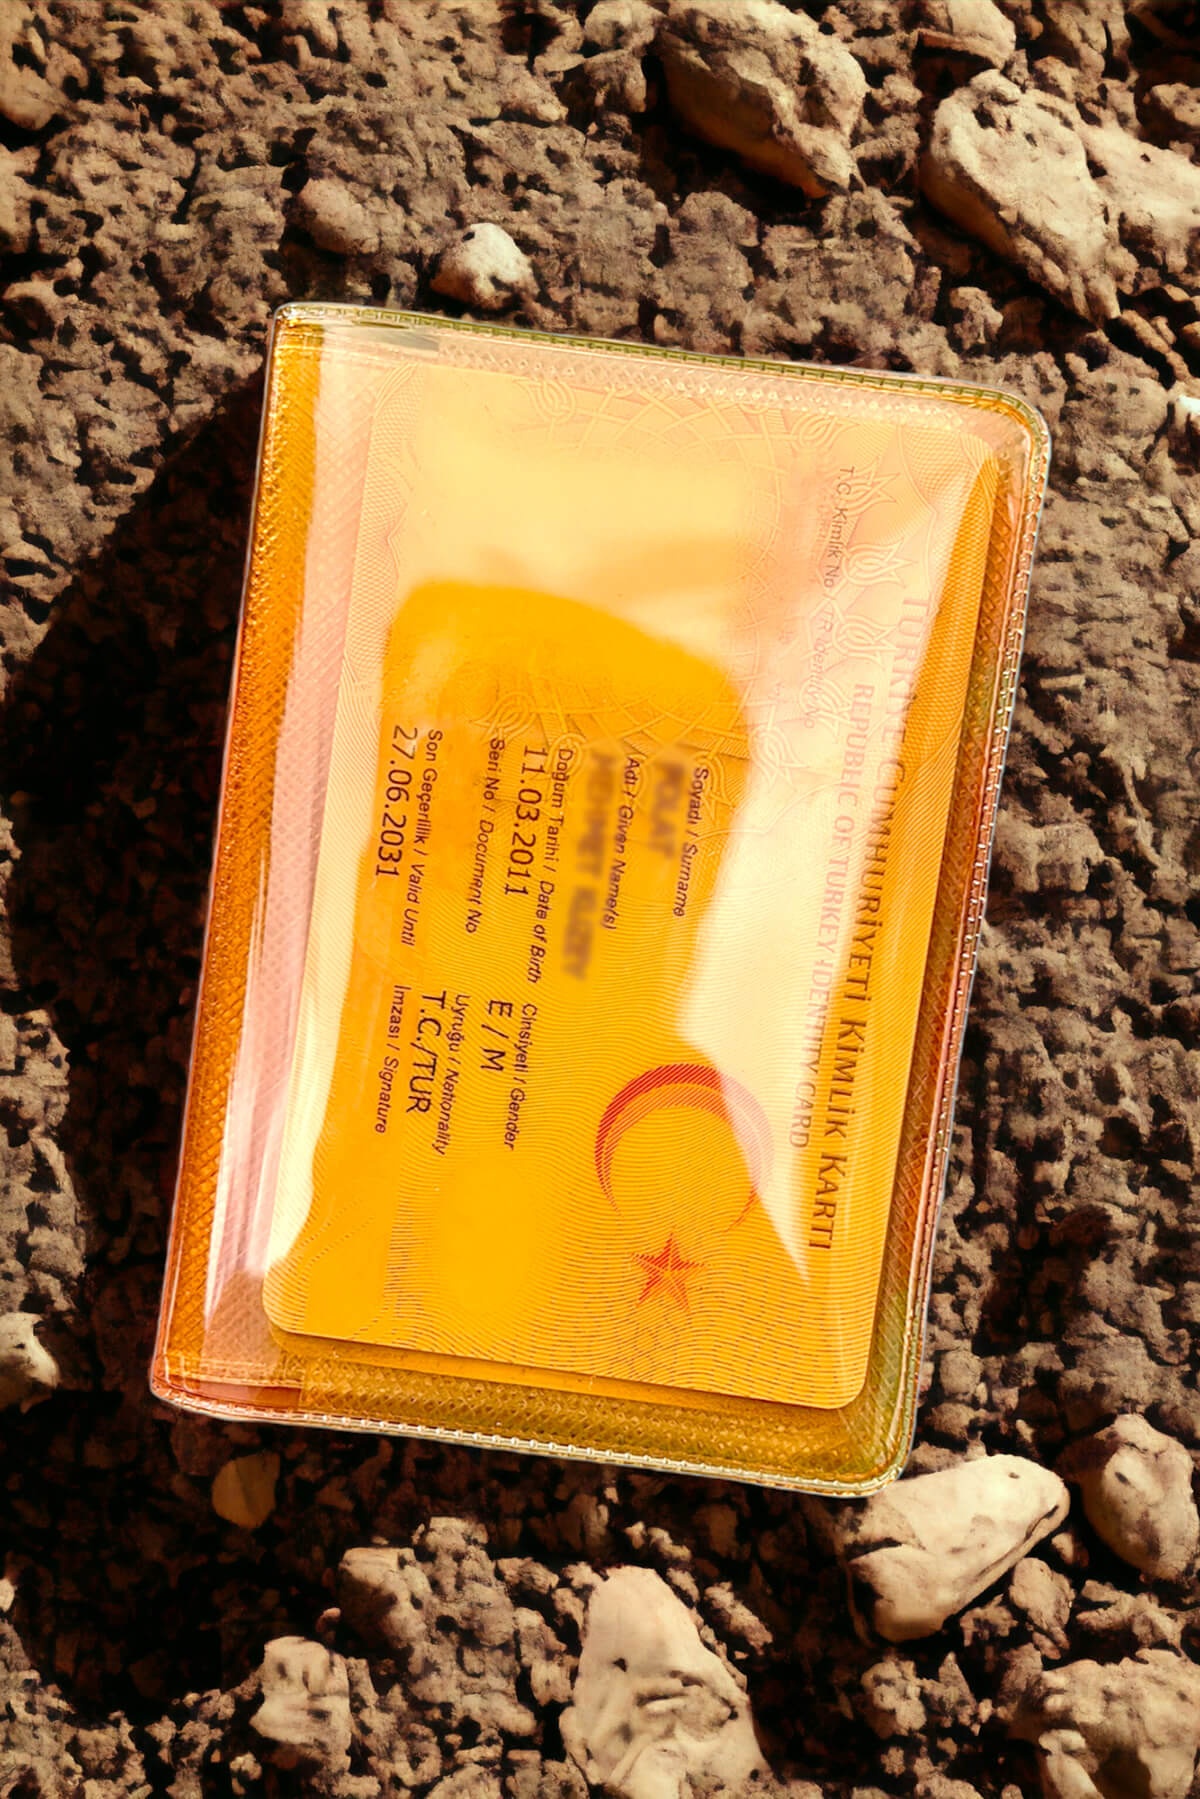 TÜRKİYE CUMHURİYETİ KİMLİK KARTI
REPUBLIC OF TURKEY IDENTITY CARD
T.C. Kimlik No / TR Identity No
Soyadı / Surname
Adı / Given Name(s)
Doğum Tarihi / Date of Birth Cinsiyeti / Gender
11.03.2011 E / M
Seri No / Document No Uyruğu / Nationality
T.C./TUR
Son Geçerlilik / Valid Until İmzası / Signature
27.06.2031